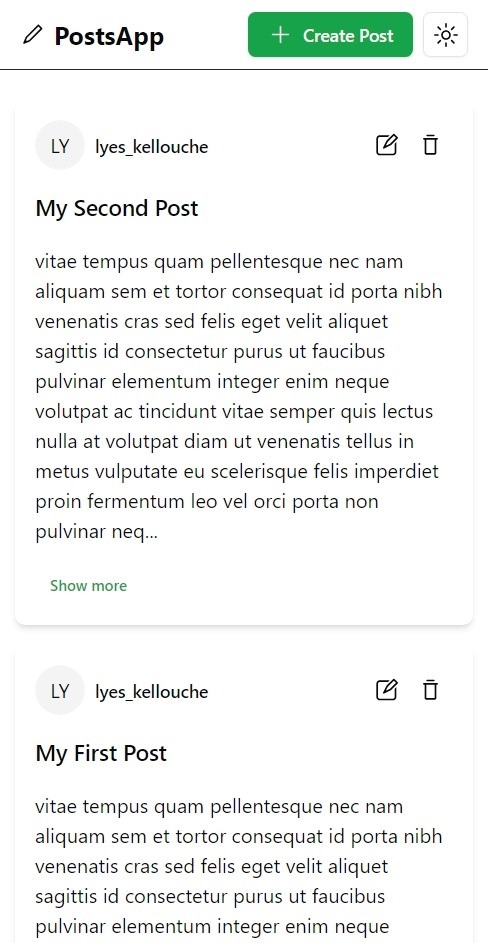 PostsApp
Create Post
LY
lyes_kellouche
My Second Post
vitae tempus quam pellentesque nec nam
aliquam sem et tortor consequat id porta nibh
venenatis cras sed felis eget velit aliquet
sagittis id consectetur purus ut faucibus
pulvinar elementum integer enim neque
volutpat ac tincidunt vitae semper quis lectus
nulla at volutpat diam ut venenatis tellus in
metus vulputate eu scelerisque felis imperdiet
proin fermentum leo vel orci porta non
pulvinar neq...
Show more
LY
lyes_kellouche
My First Post
vitae tempus quam pellentesque nec nam
aliquam sem et tortor consequat id porta nibh
venenatis cras sed felis eget velit aliquet
sagittis id consectetur purus ut faucibus
pulvinar elementum integer enim neque